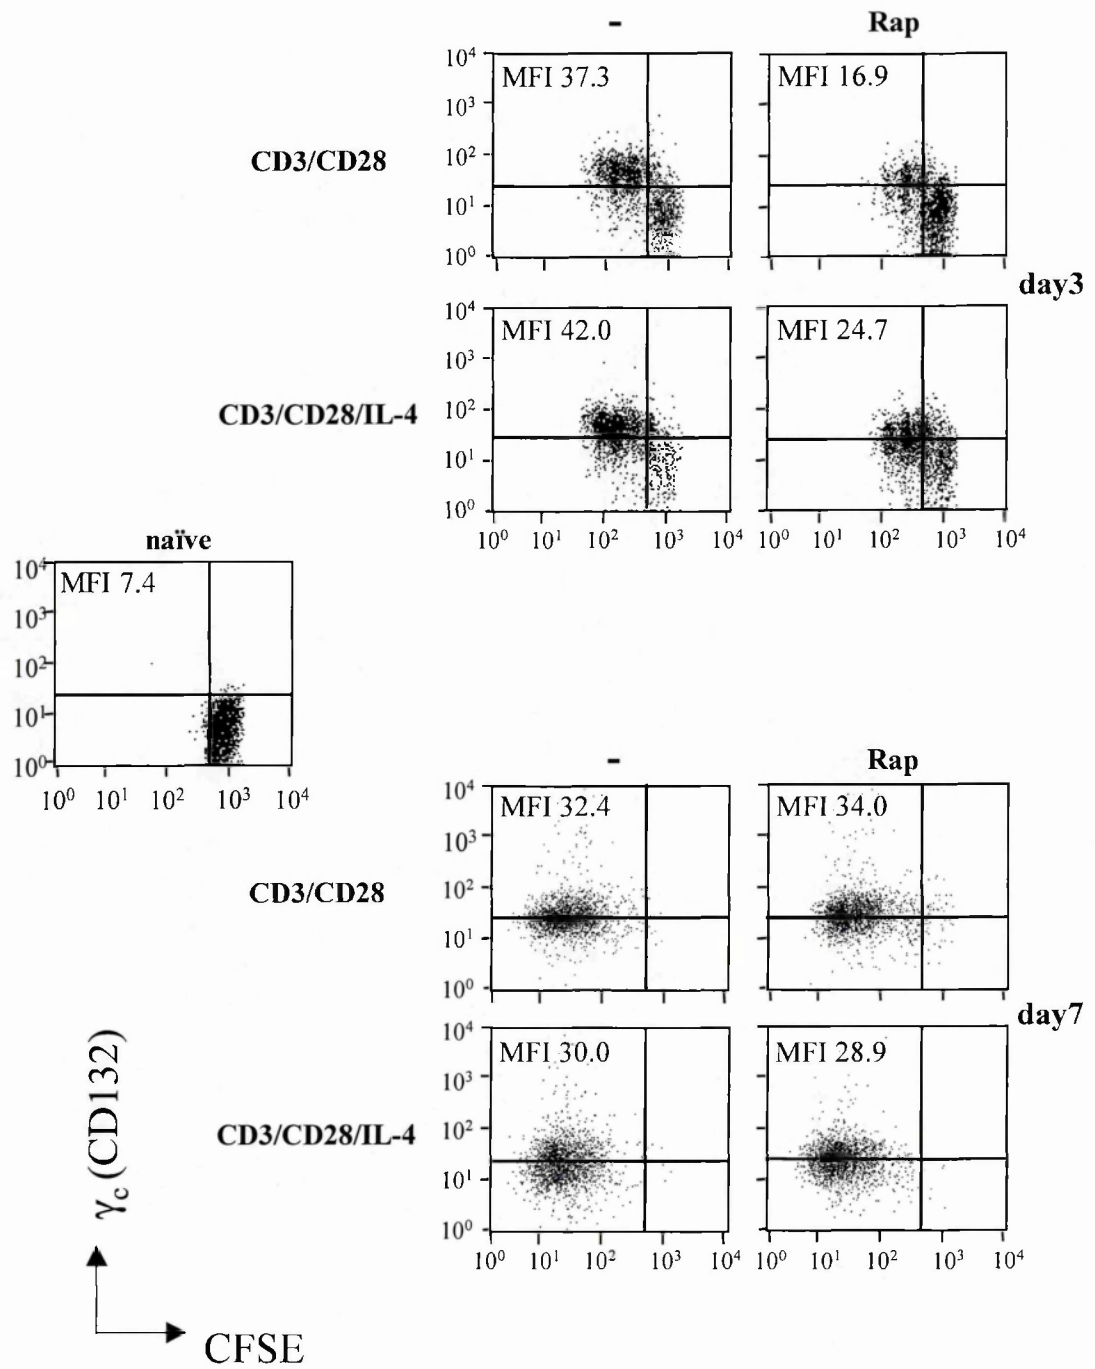 - Rap
10⁴ MFI 37.3 MFI 16.9
10³
CD3/CD28 10²
10¹
10⁰
day3
10⁴ MFI 42.0 MFI 24.7
10³
CD3/CD28/IL-4 10²
10¹
10⁰
10⁰ 10¹ 10² 10³ 10⁴ 10⁰ 10¹ 10² 10³ 10⁴
naïve
10⁴ MFI 7.4
10³
10²
10¹
10⁰
10⁰ 10¹ 10² 10³ 10⁴
- Rap
10⁴ MFI 32.4 MFI 34.0
10³
CD3/CD28 10²
10¹
10⁰
day7
10⁴ MFI 30.0 MFI 28.9
10³
CD3/CD28/IL-4 10²
10¹
10⁰
10⁰ 10¹ 10² 10³ 10⁴ 10⁰ 10¹ 10² 10³ 10⁴
γc (CD132)
CFSE